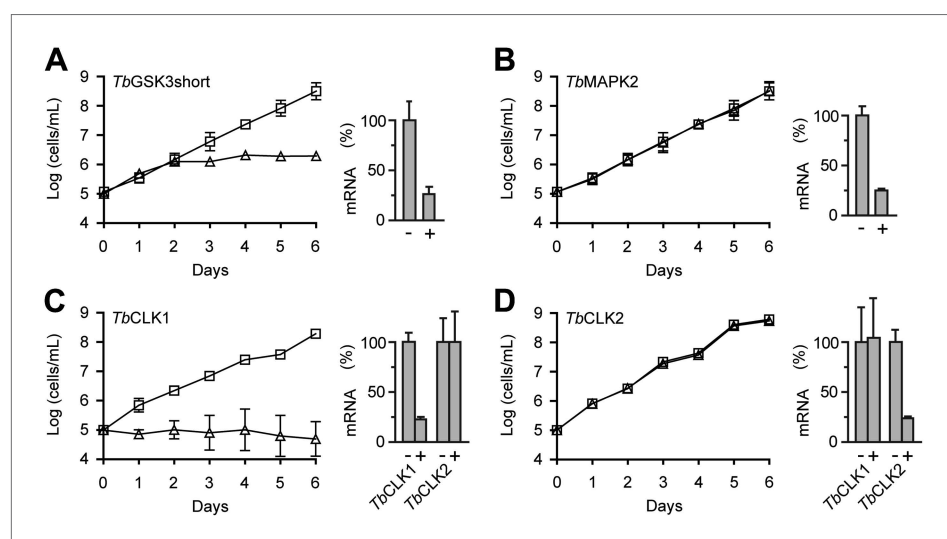 A
TbGSK3short
Log (cells/mL)
9
8
7
6
5
4
0 1 2 3 4 5 6
Days
mRNA (%)
100
50
0
- +
B
TbMAPK2
Log (cells/mL)
9
8
7
6
5
4
0 1 2 3 4 5 6
Days
mRNA (%)
100
50
0
- +
C
TbCLK1
Log (cells/mL)
9
8
7
6
5
4
0 1 2 3 4 5 6
Days
mRNA (%)
100
50
0
- + - +
TbCLK1 TbCLK2
D
TbCLK2
Log (cells/mL)
9
8
7
6
5
4
0 1 2 3 4 5 6
Days
mRNA (%)
100
50
0
- + - +
TbCLK1 TbCLK2